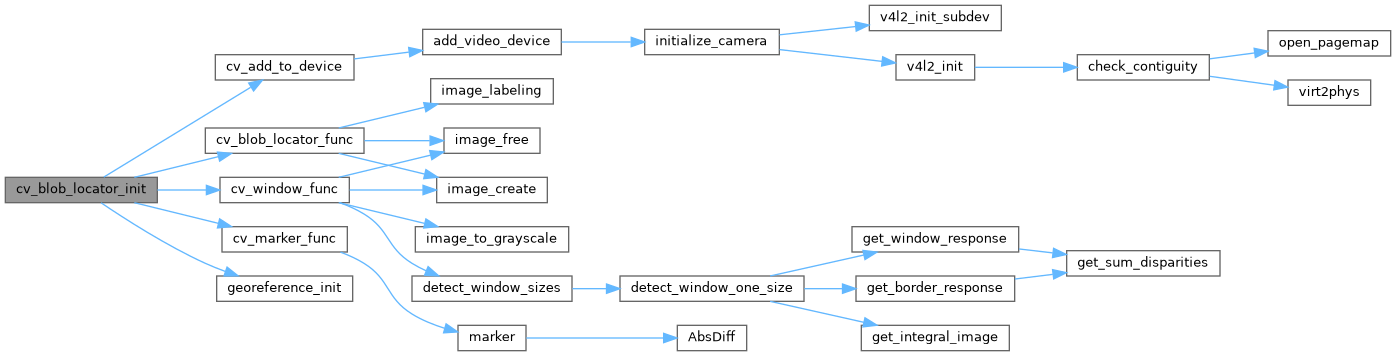 cv_blob_locator_init
cv_add_to_device
add_video_device
initialize_camera
v4l2_init_subdev
v4l2_init
check_contiguity
open_pagemap
virt2phys
cv_blob_locator_func
image_labeling
image_free
image_create
cv_window_func
image_to_grayscale
detect_window_sizes
detect_window_one_size
get_window_response
get_border_response
get_integral_image
get_sum_disparities
cv_marker_func
marker
AbsDiff
georeference_init